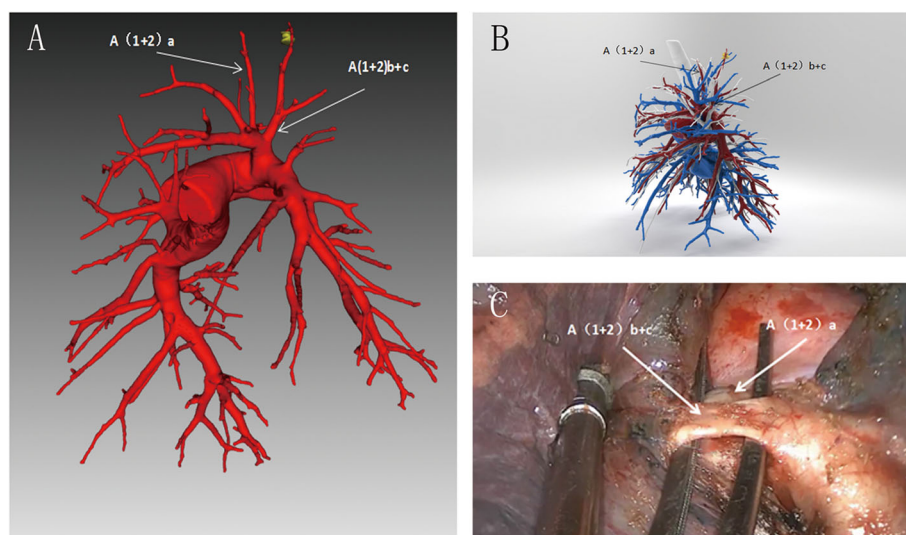 A
A（1+2）a
A(1+2)b+c
B
A（1+2）a
A（1+2）b+c
C
A（1+2）b+c
A（1+2）a